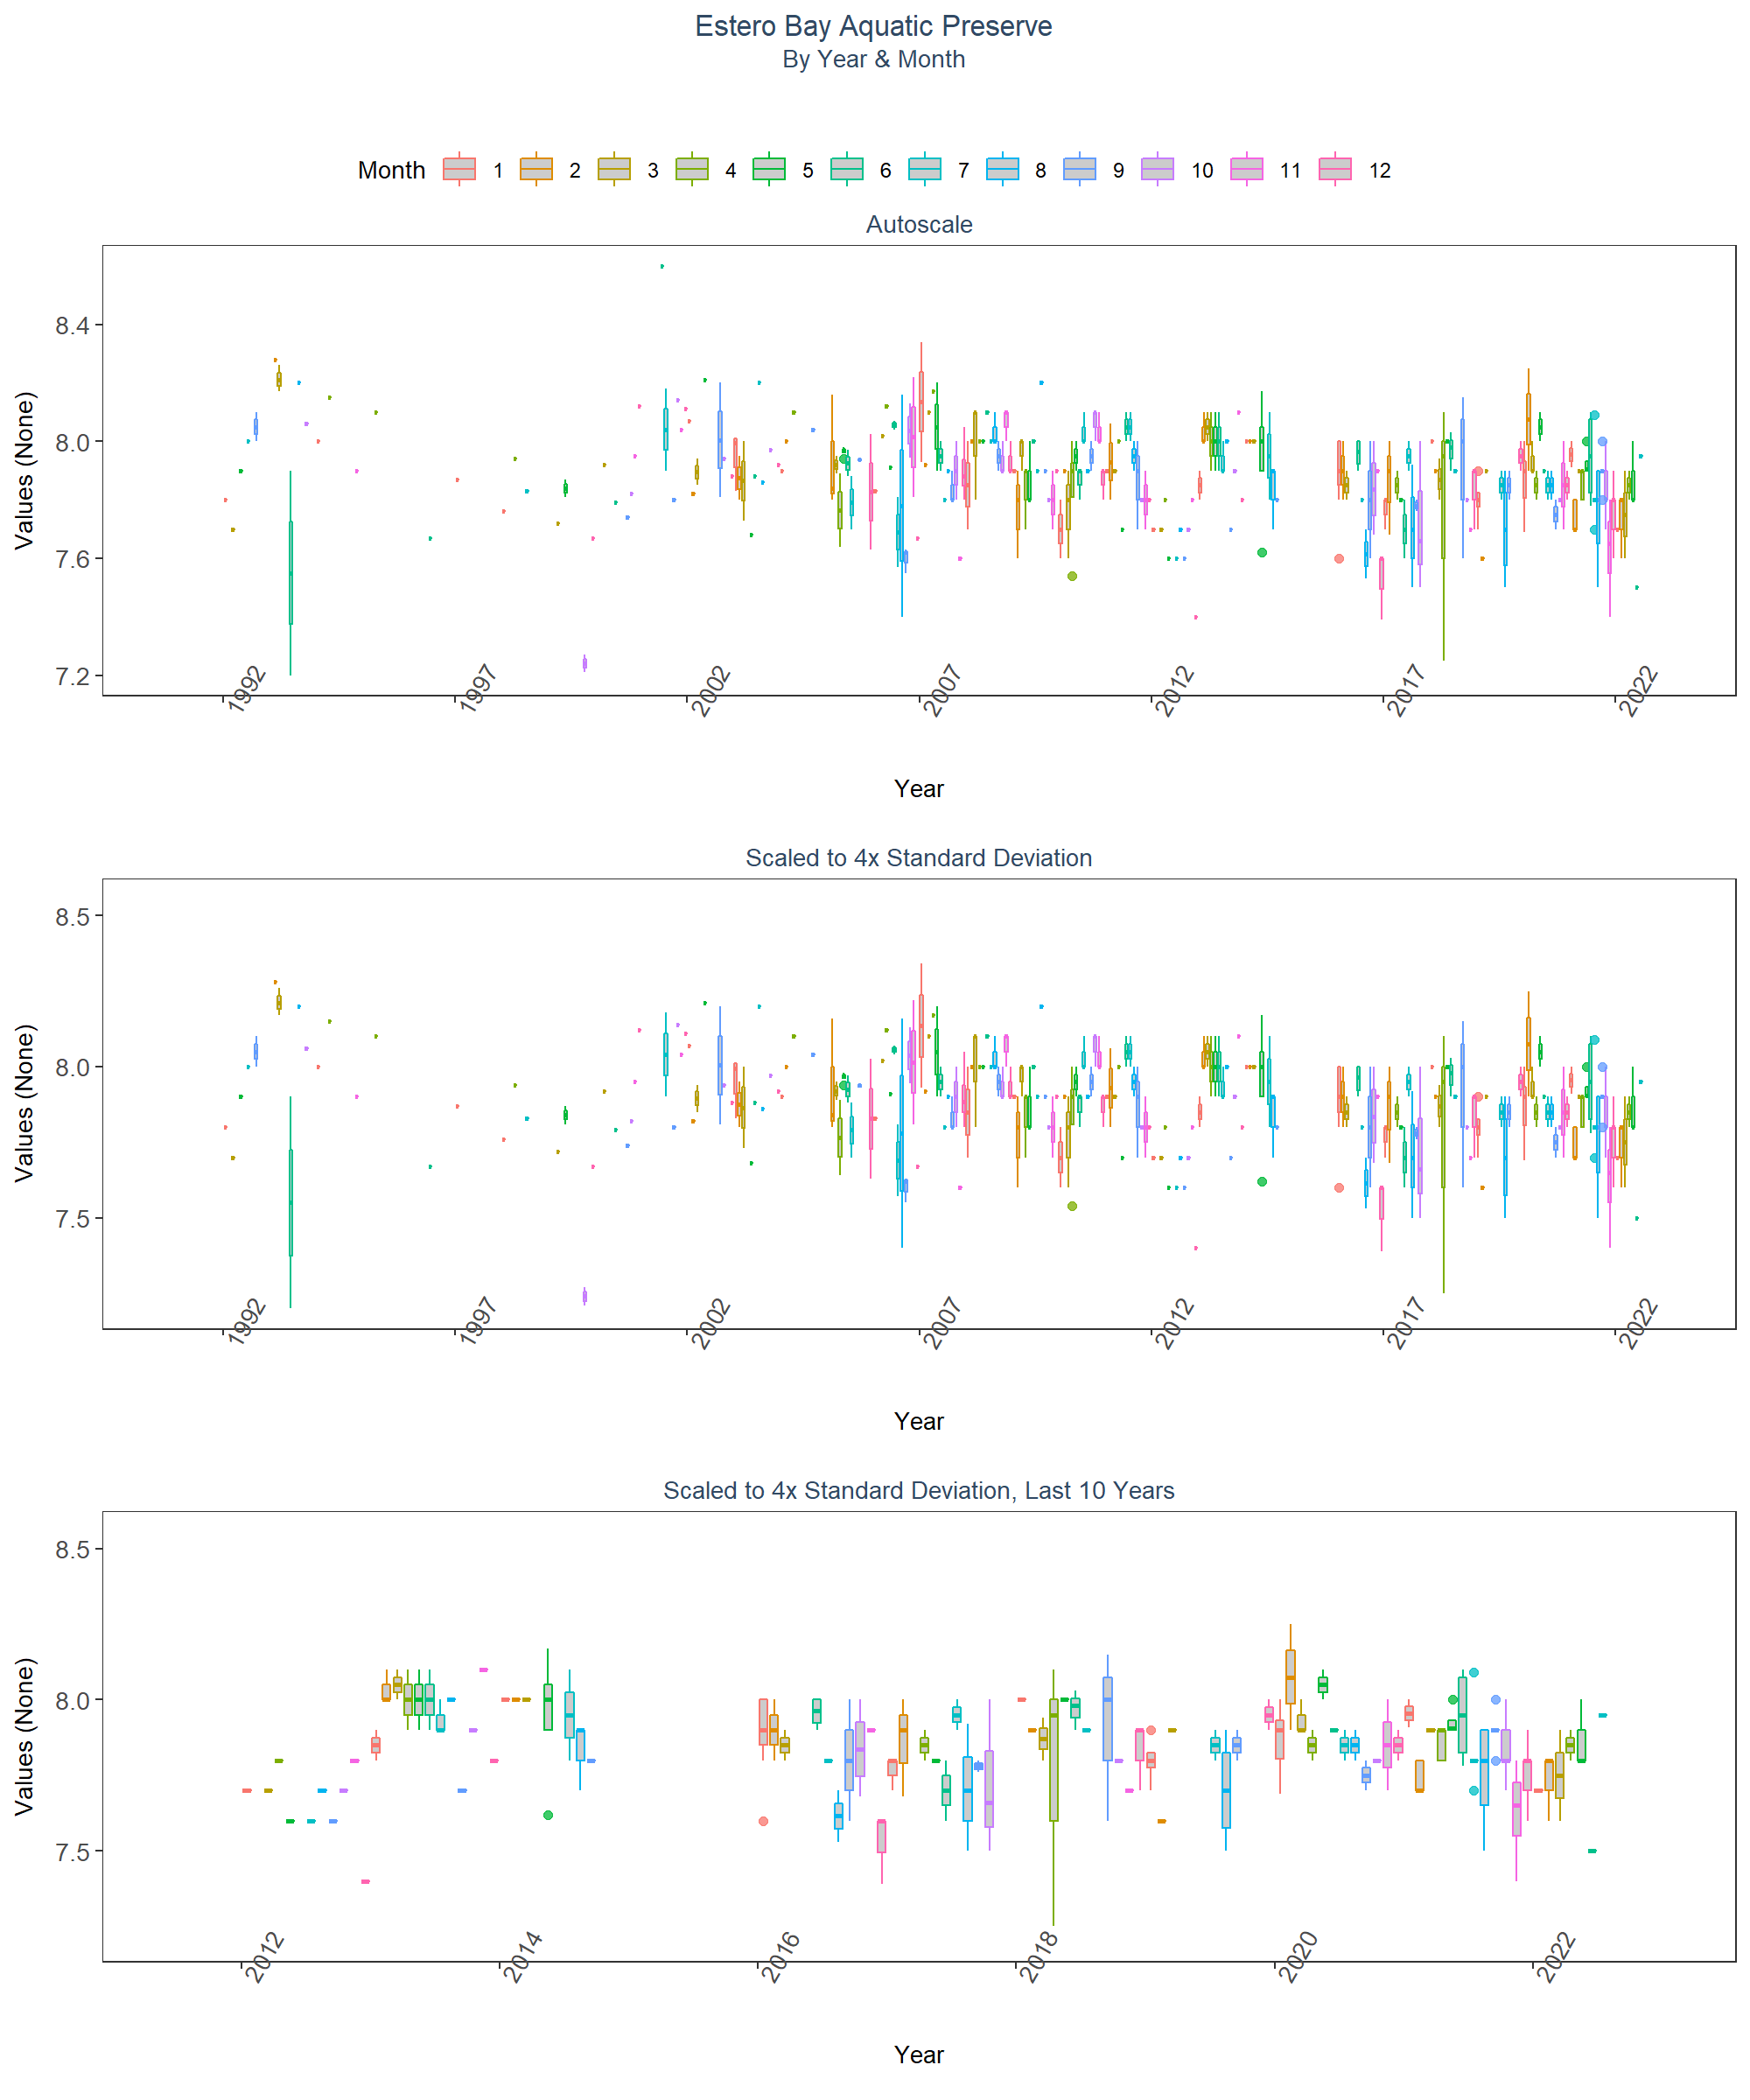 Estero Bay Aquatic Preserve
By Year & Month
Month 1 2 3 4 5 6 7 8 9 10 11 12
Autoscale
Values (None)
8.4
8.0
7.6
7.2
1992 1997 2002 2007 2012 2017 2022
Year
Scaled to 4x Standard Deviation
Values (None)
8.5
8.0
7.5
1992 1997 2002 2007 2012 2017 2022
Year
Scaled to 4x Standard Deviation, Last 10 Years
Values (None)
8.5
8.0
7.5
2012 2014 2016 2018 2020 2022
Year